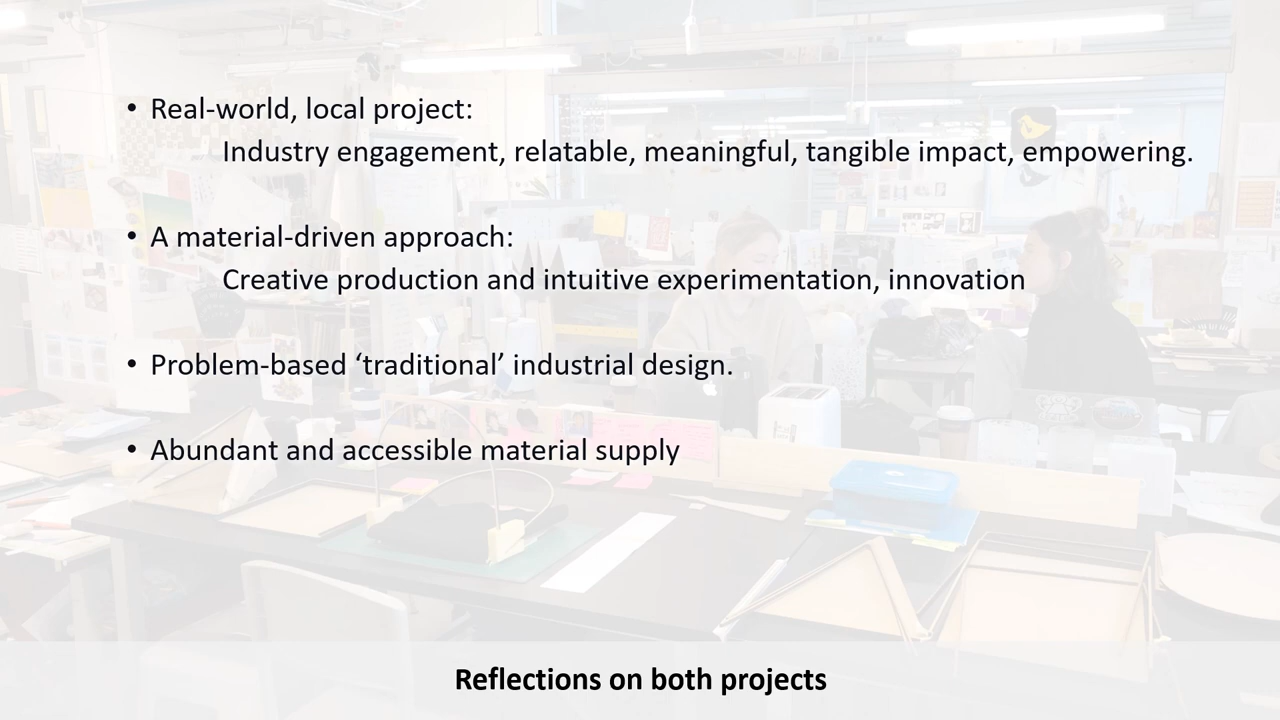 • Real-world, local project:
Industry engagement, relatable, meaningful, tangible impact, empowering.
• A material-driven approach:
Creative production and intuitive experimentation, innovation
• Problem-based ‘traditional’ industrial design.
• Abundant and accessible material supply
Reflections on both projects